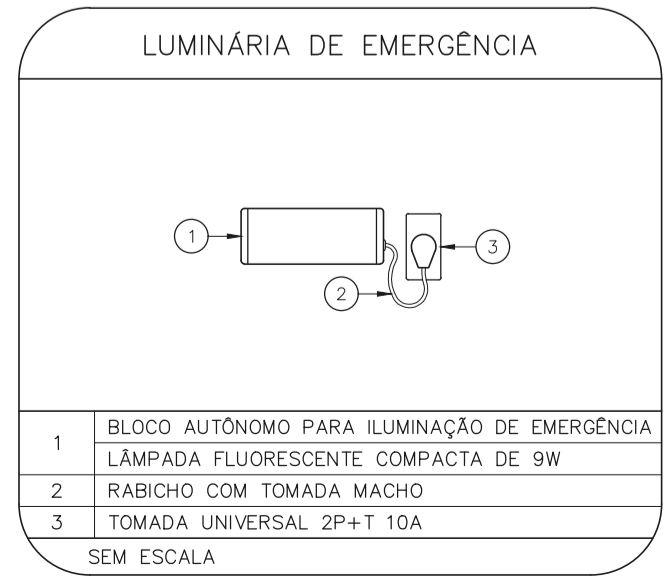 LUMINÁRIA DE EMERGÊNCIA
1
3
2
1
BLOCO AUTÔNOMO PARA ILUMINAÇÃO DE EMERGÊNCIA
LÂMPADA FLUORESCENTE COMPACTA DE 9W
2 RABICHO COM TOMADA MACHO
3 TOMADA UNIVERSAL 2P+T 10A
SEM ESCALA